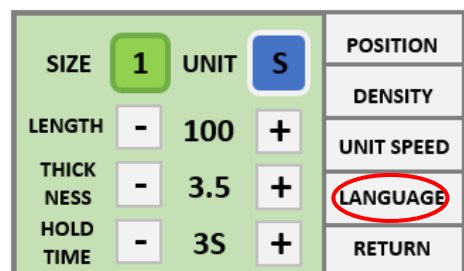 SIZE 1 UNIT S
LENGTH - 100 +
THICK
NESS - 3.5 +
HOLD
TIME - 3S +
POSITION
DENSITY
UNIT SPEED
LANGUAGE
RETURN